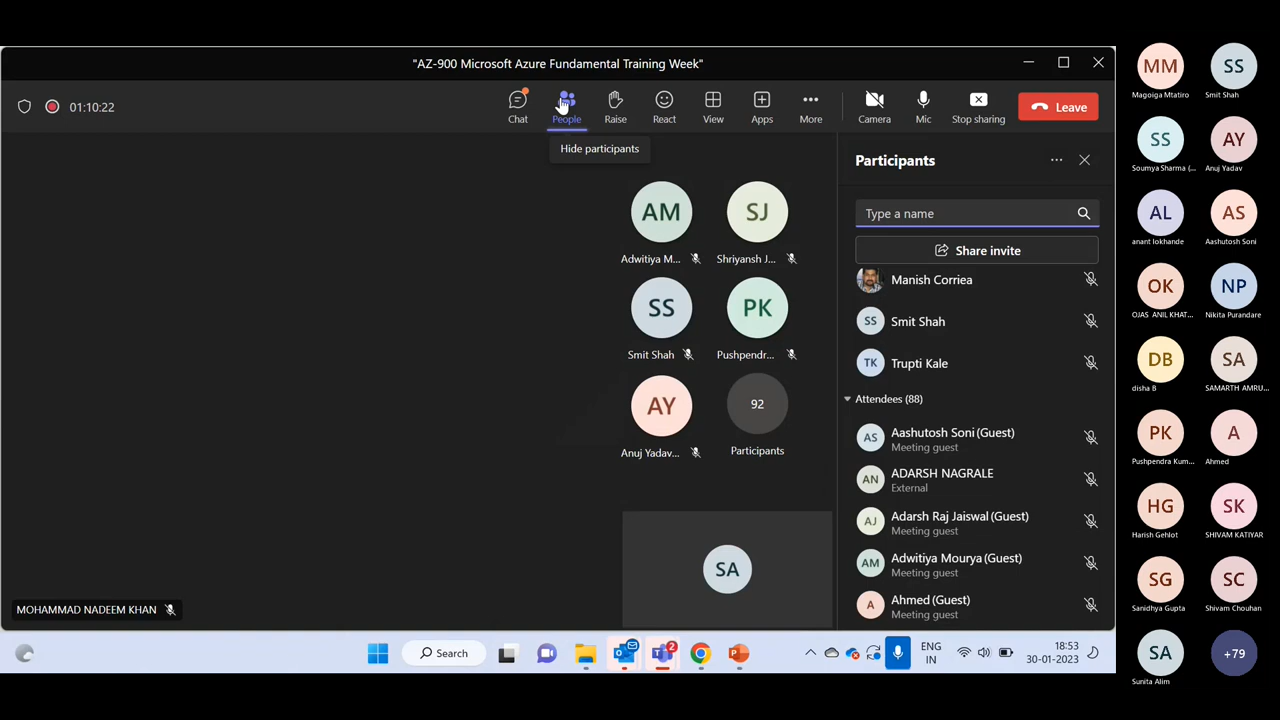 "AZ-900 Microsoft Azure Fundamental Training Week"
01:10:22
Chat
People
Raise
React
View
Apps
More
Camera
Mic
Stop sharing
Leave
Hide participants
Participants
Type a name
Share invite
Manish Corriea
SS
Smit Shah
TK
Trupti Kale
Attendees (88)
AS
Aashutosh Soni (Guest)
Meeting guest
AN
ADARSH NAGRALE
External
AJ
Adarsh Raj Jaiswal (Guest)
Meeting guest
AM
Adwitiya Mourya (Guest)
Meeting guest
A
Ahmed (Guest)
Meeting guest
AM
Adwitiya M...
SJ
Shriyansh J...
SS
Smit Shah
PK
Pushpendr...
AY
Anuj Yadav...
92
Participants
SA
MOHAMMAD NADEEM KHAN
Search
2
ENG
IN
18:53
30-01-2023
MM
Magoiga Mtatiro
SS
Smit Shah
SS
Soumya Sharma (...
AY
Anuj Yadav
AL
anant lokhande
AS
Aashutosh Soni
OK
OJAS ANIL KHAT...
NP
Nikita Purandare
DB
disha B
SA
SAMARTH AMRU...
PK
Pushpendra Kum...
A
Ahmed
HG
Harish Gehlot
SK
SHIVAM KATIYAR
SG
Sanidhya Gupta
SC
Shivam Chouhan
SA
Sunita Alim
+79